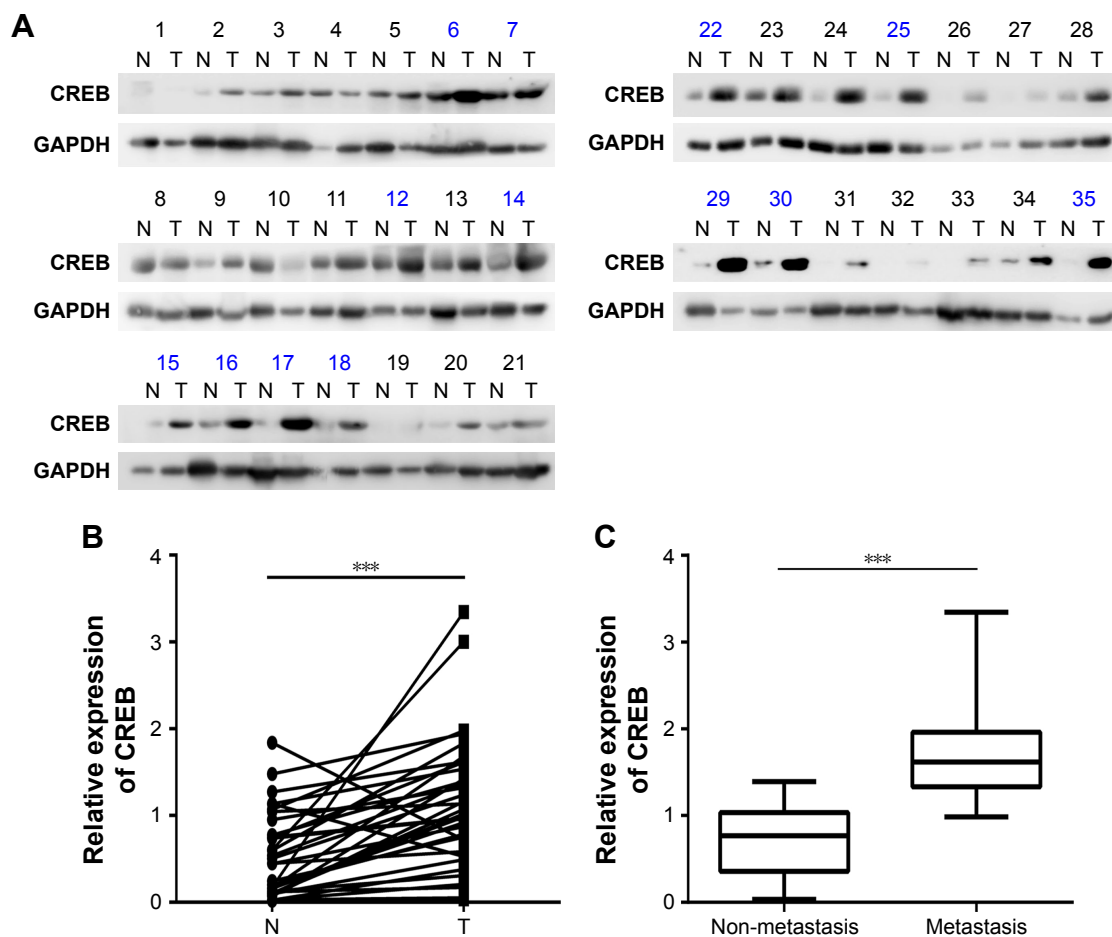 A
1 2 3 4 5 6 7
N T N T N T N T N T N T N T
CREB
GAPDH
8 9 10 11 12 13 14
N T N T N T N T N T N T N T
CREB
GAPDH
15 16 17 18 19 20 21
N T N T N T N T N T N T N T
CREB
GAPDH
22 23 24 25 26 27 28
N T N T N T N T N T N T N T
CREB
GAPDH
29 30 31 32 33 34 35
N T N T N T N T N T N T N T
CREB
GAPDH
B
Relative expression
of CREB
4
3
2
1
0
***
N T
C
Relative expression
of CREB
4
3
2
1
0
***
Non-metastasis Metastasis